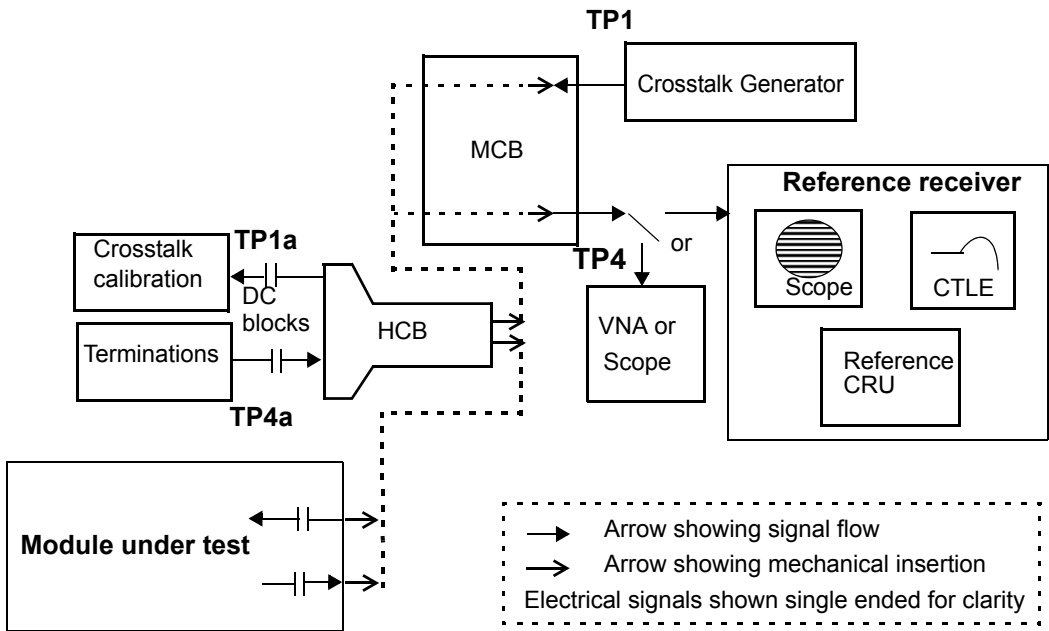 TP1
Crosstalk Generator
MCB
Reference receiver
Scope
CTLE
Reference
CRU
or
TP4
VNA or
Scope
TP1a
Crosstalk
calibration
DC
blocks
HCB
Terminations
TP4a
Module under test
Arrow showing signal flow
Arrow showing mechanical insertion
Electrical signals shown single ended for clarity